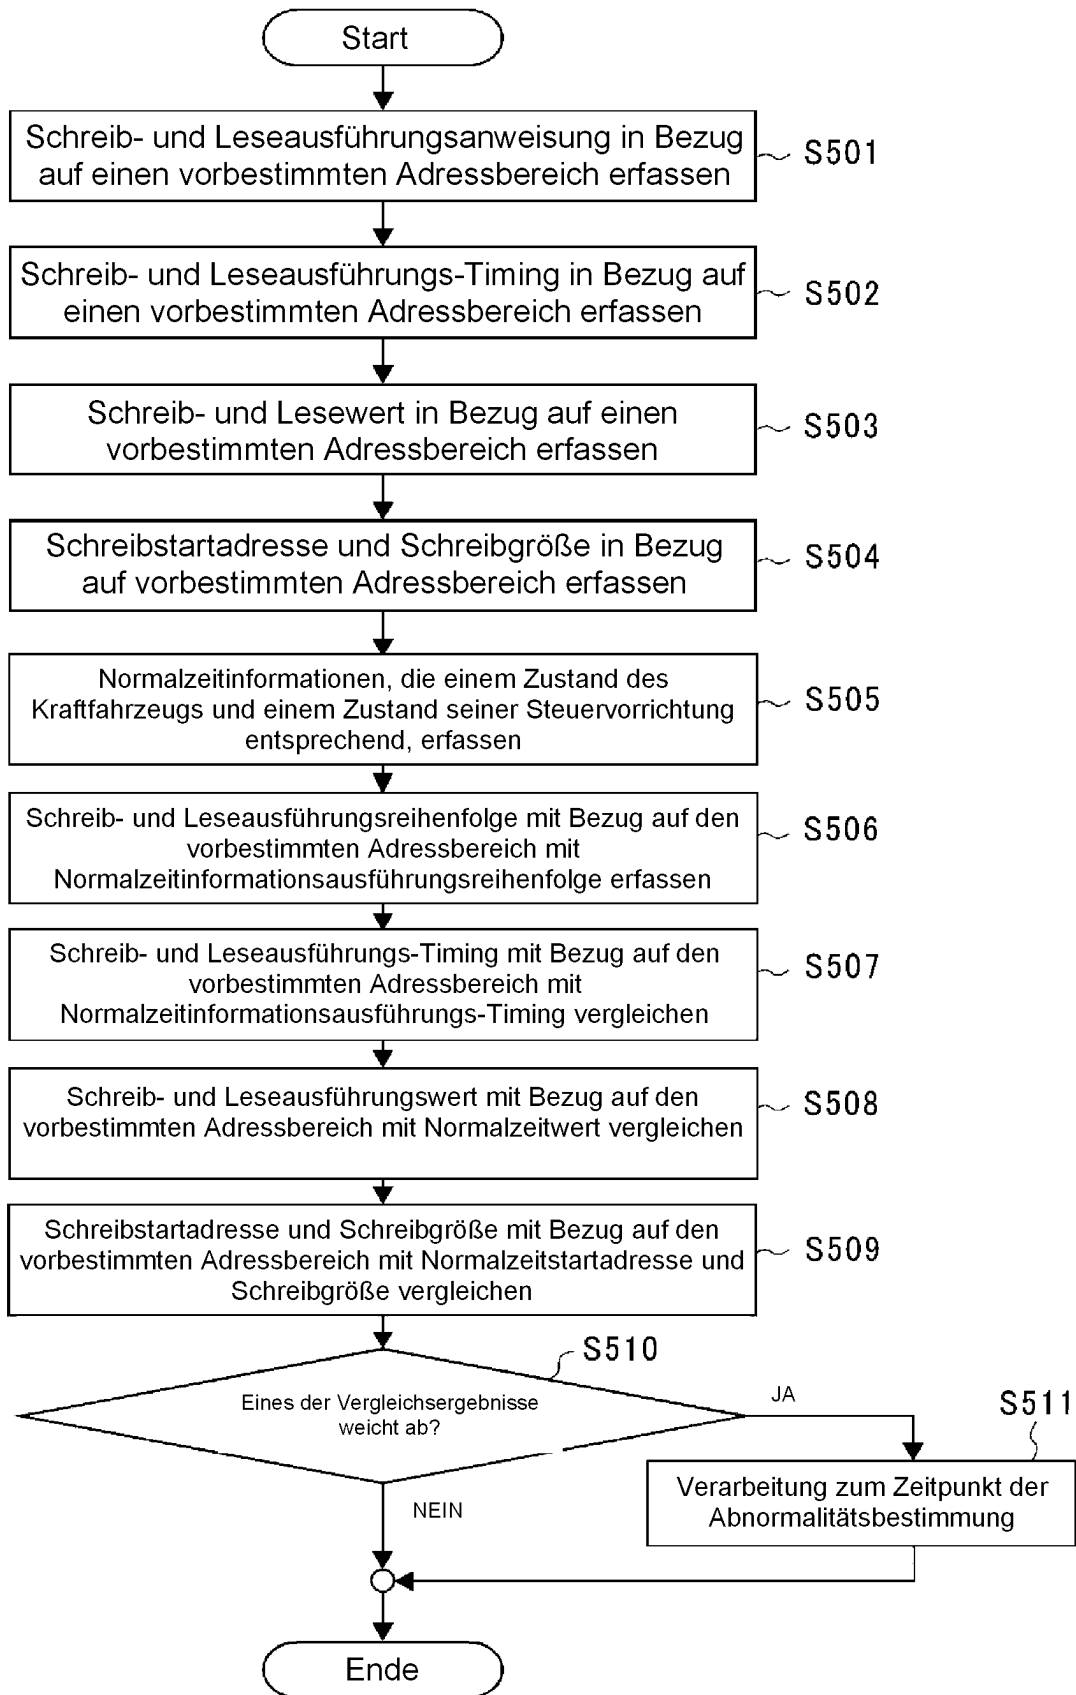 Start
Schreib- und Leseausführungsanweisung in Bezug
auf einen vorbestimmten Adressbereich erfassen
S501
Schreib- und Leseausführungs-Timing in Bezug auf
einen vorbestimmten Adressbereich erfassen
S502
Schreib- und Lesewert in Bezug auf einen
vorbestimmten Adressbereich erfassen
S503
Schreibstartadresse und Schreibgröße in Bezug
auf vorbestimmten Adressbereich erfassen
S504
Normalzeitinformationen, die einem Zustand des
Kraftfahrzeugs und einem Zustand seiner Steuervorrichtung
entsprechend, erfassen
S505
Schreib- und Leseausführungsreihenfolge mit Bezug auf den
vorbestimmten Adressbereich mit
Normalzeitinformationsausführungsreihenfolge erfassen
S506
Schreib- und Leseausführungs-Timing mit Bezug auf den
vorbestimmten Adressbereich mit
Normalzeitinformationsausführungs-Timing vergleichen
S507
Schreib- und Leseausführungswert mit Bezug auf den
vorbestimmten Adressbereich mit Normalzeitwert vergleichen
S508
Schreibstartadresse und Schreibgröße mit Bezug auf den
vorbestimmten Adressbereich mit Normalzeitstartadresse und
Schreibgröße vergleichen
S509
S510
Eines der Vergleichsergebnisse
weicht ab?
JA
S511
Verarbeitung zum Zeitpunkt der
Abnormalitätsbestimmung
NEIN
Ende